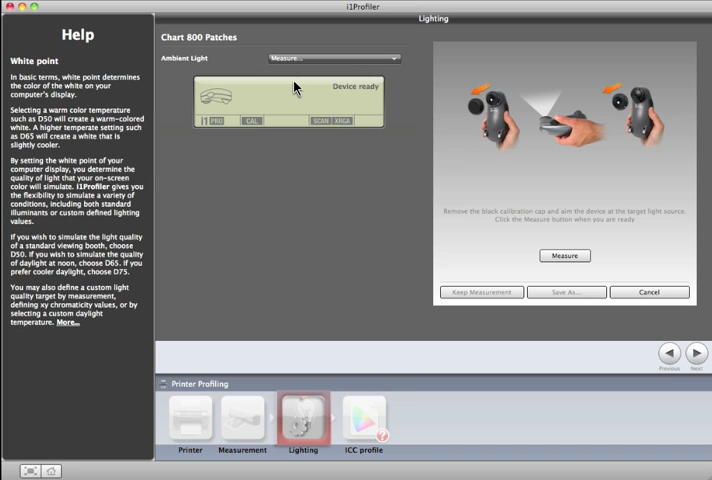 i1Profiler
Lighting
Help
White point
In basic terms, white point determines
the color of the white on your
computer's display.
Selecting a warm color temperature
such as D50 will create a warm-colored
white. A higher temperate setting such
as D65 will create a white that is
slightly cooler.
By setting the white point of your
computer display, you determine the
quality of light that your on-screen
color will simulate. i1Profiler gives you
the flexibility to simulate a variety of
conditions, including both standard
illuminants or custom defined lighting
values.
If you wish to simulate the light quality
of a standard viewing booth, choose
D50. If you wish to simulate the quality
of daylight at noon, choose D65. If you
prefer cooler daylight, choose D75.
You may also define a custom light
quality target by measurement,
defining xy chromaticity values, or by
selecting a custom daylight
temperature. More...
Chart 800 Patches
Ambient Light
Measure...
Device ready
i1 PRO CAL SCAN XRGA
Remove the black calibration cap and aim the device at the target light source.
Click the Measure button when you are ready
Measure
Keep Measurement Save As... Cancel
Previous Next
Printer Profiling
?
Printer Measurement Lighting ICC profile